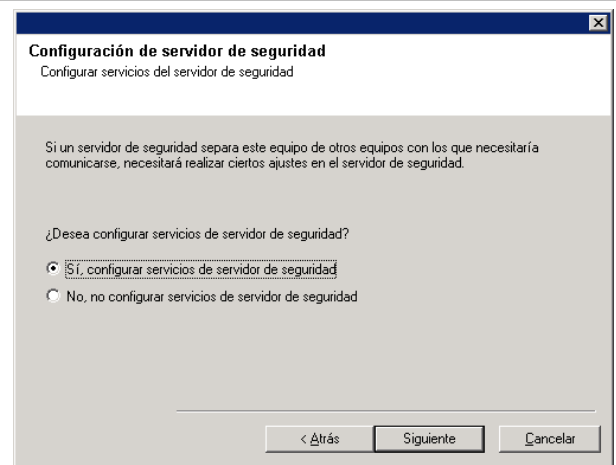 Configuración de servidor de seguridad
Configurar servicios del servidor de seguridad
Si un servidor de seguridad separa este equipo de otros equipos con los que necesitaría
comunicarse, necesitará realizar ciertos ajustes en el servidor de seguridad.
¿Desea configurar servicios de servidor de seguridad?
Sí, configurar servicios de servidor de seguridad
No, no configurar servicios de servidor de seguridad
< Atrás Siguiente Cancelar